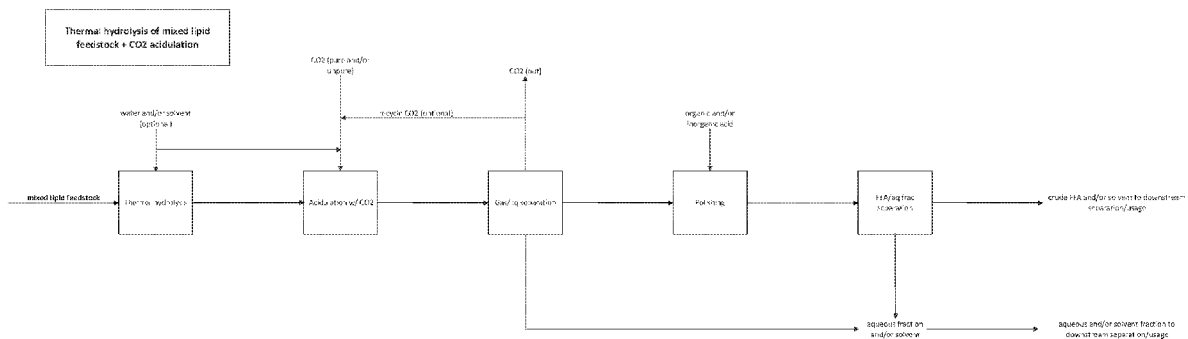 Thermal hydrolysis of mixed lipid
feedstock + CO2 acidulation
CO2 (pure and/or
unpure)
CO2 (out)
water and/or solvent
(optional)
recycle CO2 (optional)
organic and/or
inorganic acid
mixed lipid feedstock
Thermal hydrolysis
Acidulation w/ CO2
Gas/liq separation
Polishing
FFA/aq frac
separation
crude FFA and/or solvent to downstream
separation/usage
aqueous fraction
and/or solvent
aqueous and/or solvent fraction to
downstream separation/usage